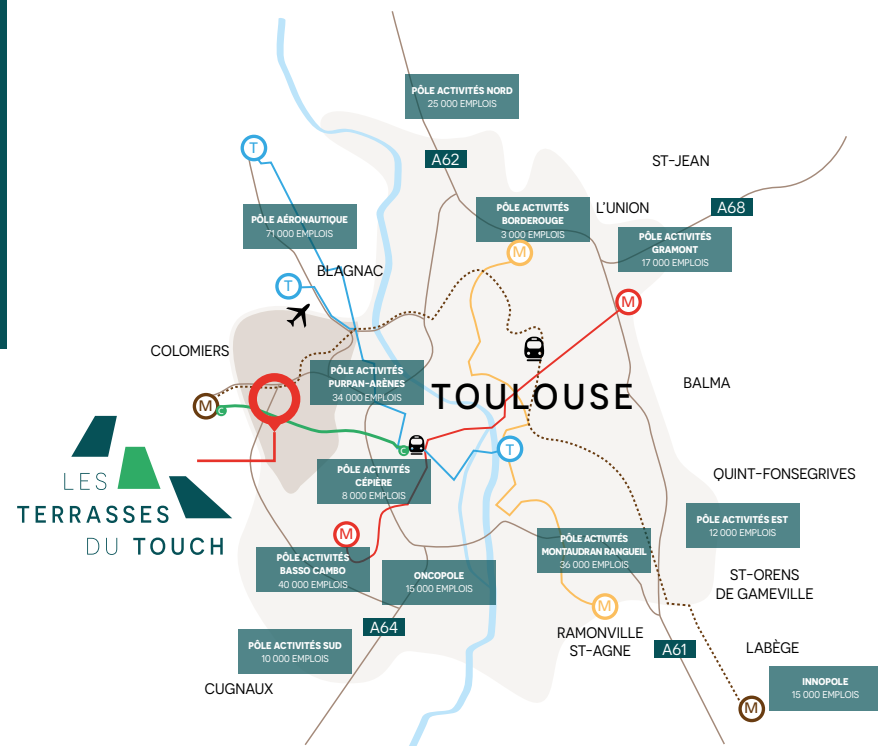 PÔLE ACTIVITÉS NORD
25 000 EMPLOIS
T
A62
ST-JEAN
PÔLE AÉRONAUTIQUE
71 000 EMPLOIS
PÔLE ACTIVITÉS
BORDEROUGE
3 000 EMPLOIS
L'UNION
A68
PÔLE ACTIVITÉS
GRAMONT
17 000 EMPLOIS
M
BLAGNAC
T
M
COLOMIERS
PÔLE ACTIVITÉS
PURPAN-ARÈNES
34 000 EMPLOIS
TOULOUSE
BALMA
M
C
C
T
LES
TERRASSES
DU TOUCH
PÔLE ACTIVITÉS
CÉPIÈRE
8 000 EMPLOIS
QUINT-FONSEGRIVES
PÔLE ACTIVITÉS EST
12 000 EMPLOIS
M
PÔLE ACTIVITÉS
BASSO CAMBO
40 000 EMPLOIS
ONCOPOLE
15 000 EMPLOIS
PÔLE ACTIVITÉS
MONTAUDRAN RANGUEIL
36 000 EMPLOIS
ST-ORENS
DE GAMEVILLE
M
A64
RAMONVILLE
ST-AGNE
A61
LABÈGE
PÔLE ACTIVITÉS SUD
10 000 EMPLOIS
CUGNAUX
INNOPOLE
15 000 EMPLOIS
M